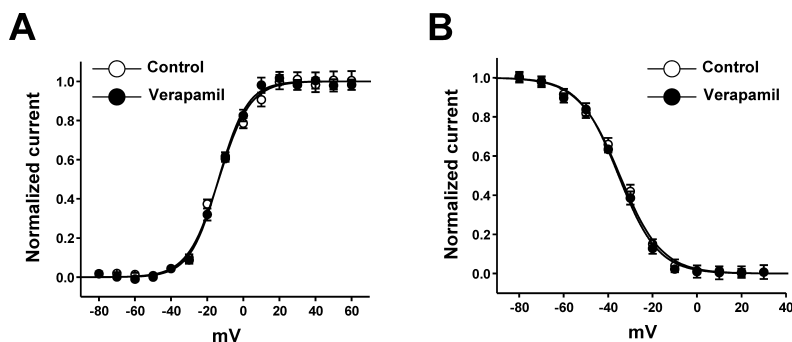 A
Control
Verapamil
Normalized current
1.0
0.8
0.6
0.4
0.2
0.0
-80 -60 -40 -20 0 20 40 60
mV
B
Control
Verapamil
Normalized current
1.0
0.8
0.6
0.4
0.2
0.0
-80 -60 -40 -20 0 20 40
mV